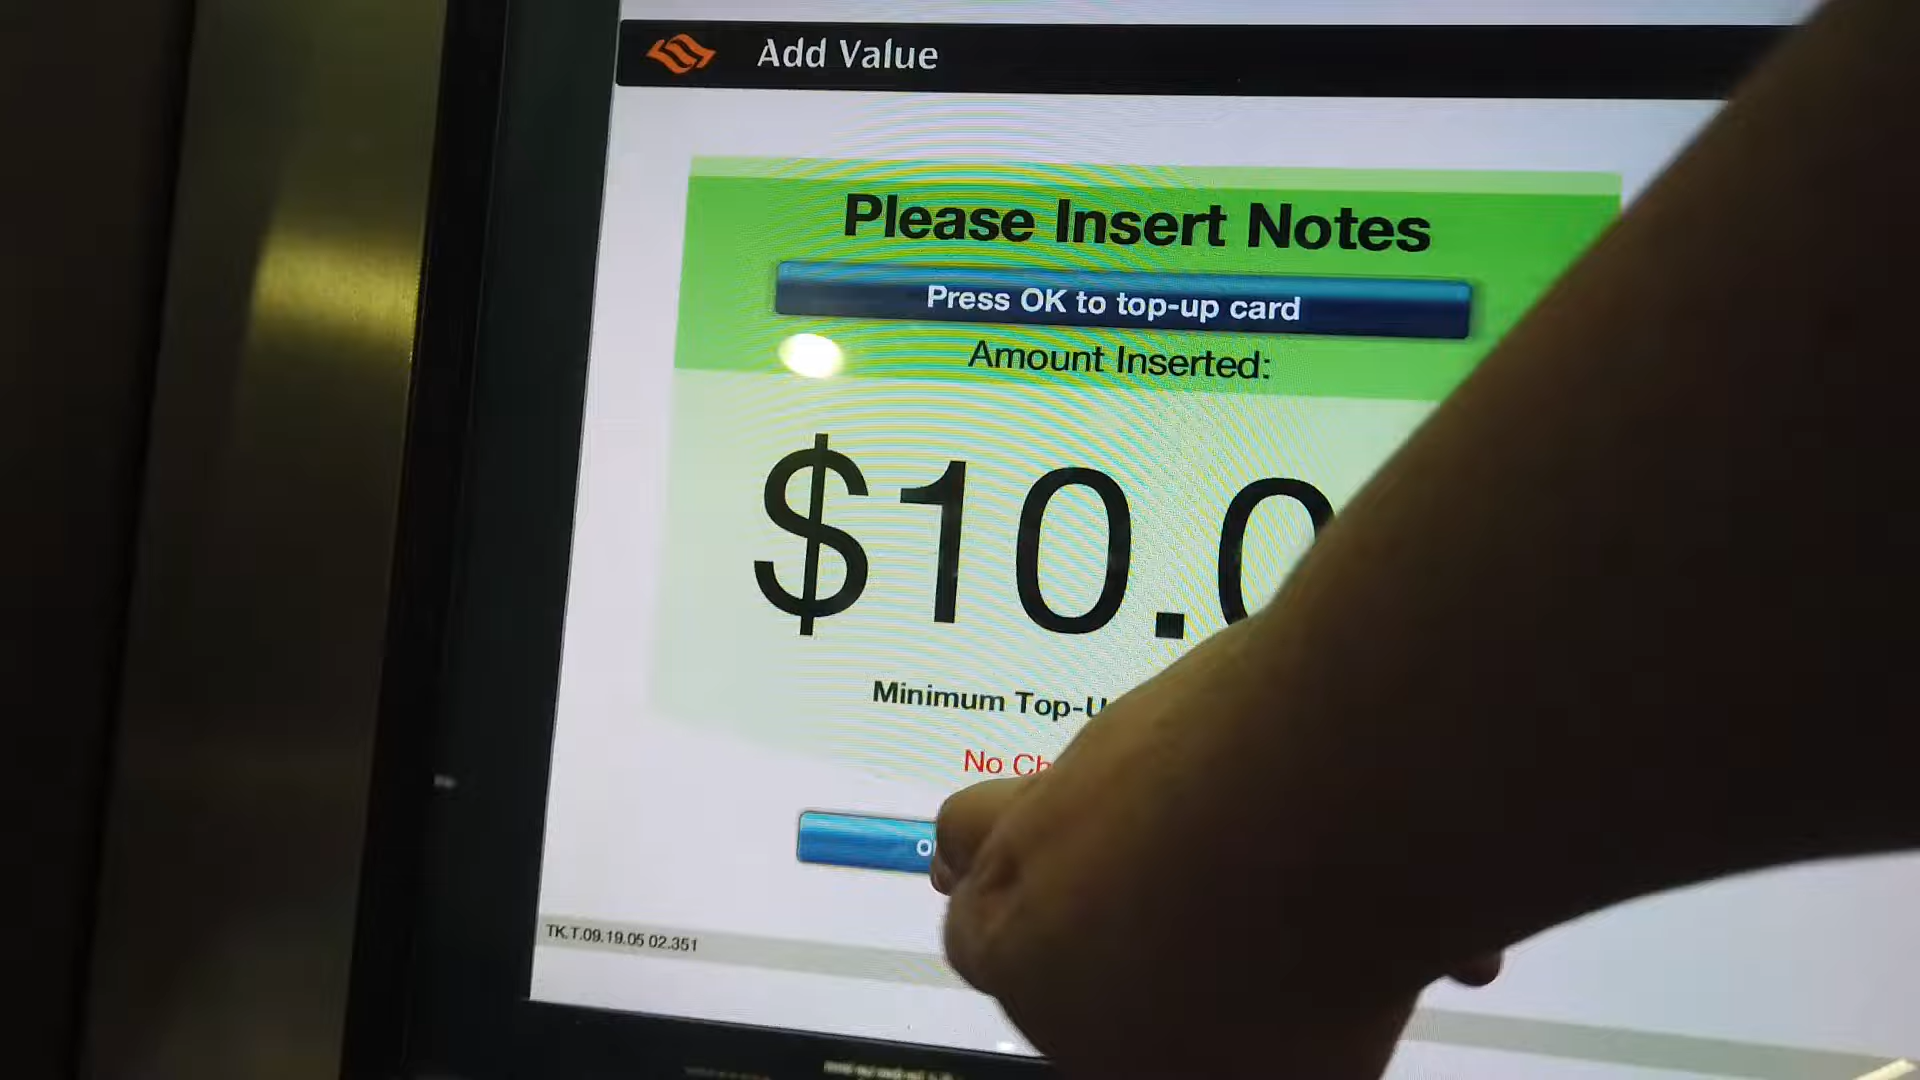 Add Value
Please Insert Notes
Press OK to top-up card
Amount Inserted:
$10.0
Minimum Top-U
No Ch
TK.T.09.19.05 02.351